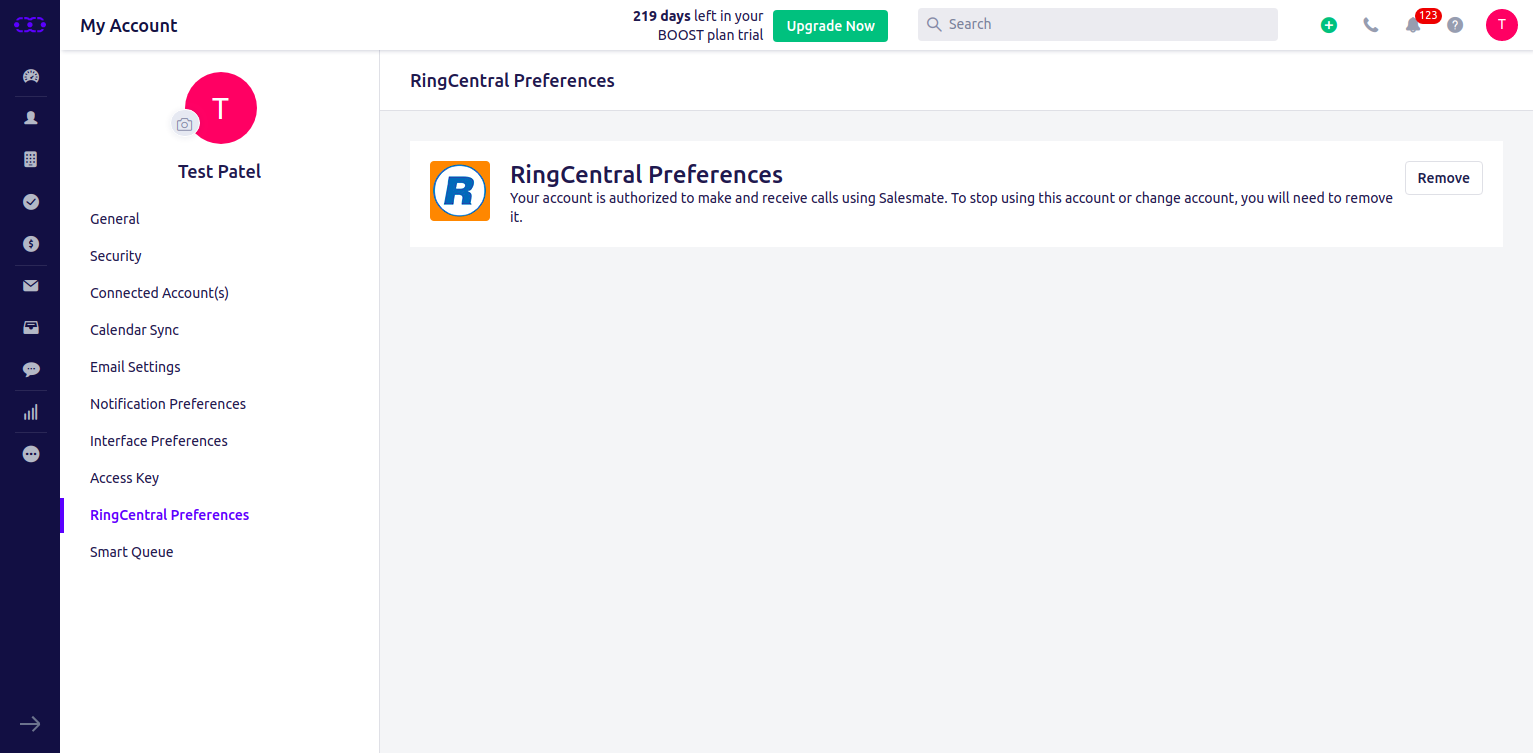 My Account
219 days left in your
BOOST plan trial
Upgrade Now
Search
123
T
T
Test Patel
General
Security
Connected Account(s)
Calendar Sync
Email Settings
Notification Preferences
Interface Preferences
Access Key
RingCentral Preferences
Smart Queue
RingCentral Preferences
R
RingCentral Preferences
Your account is authorized to make and receive calls using Salesmate. To stop using this account or change account, you will need to remove
it.
Remove